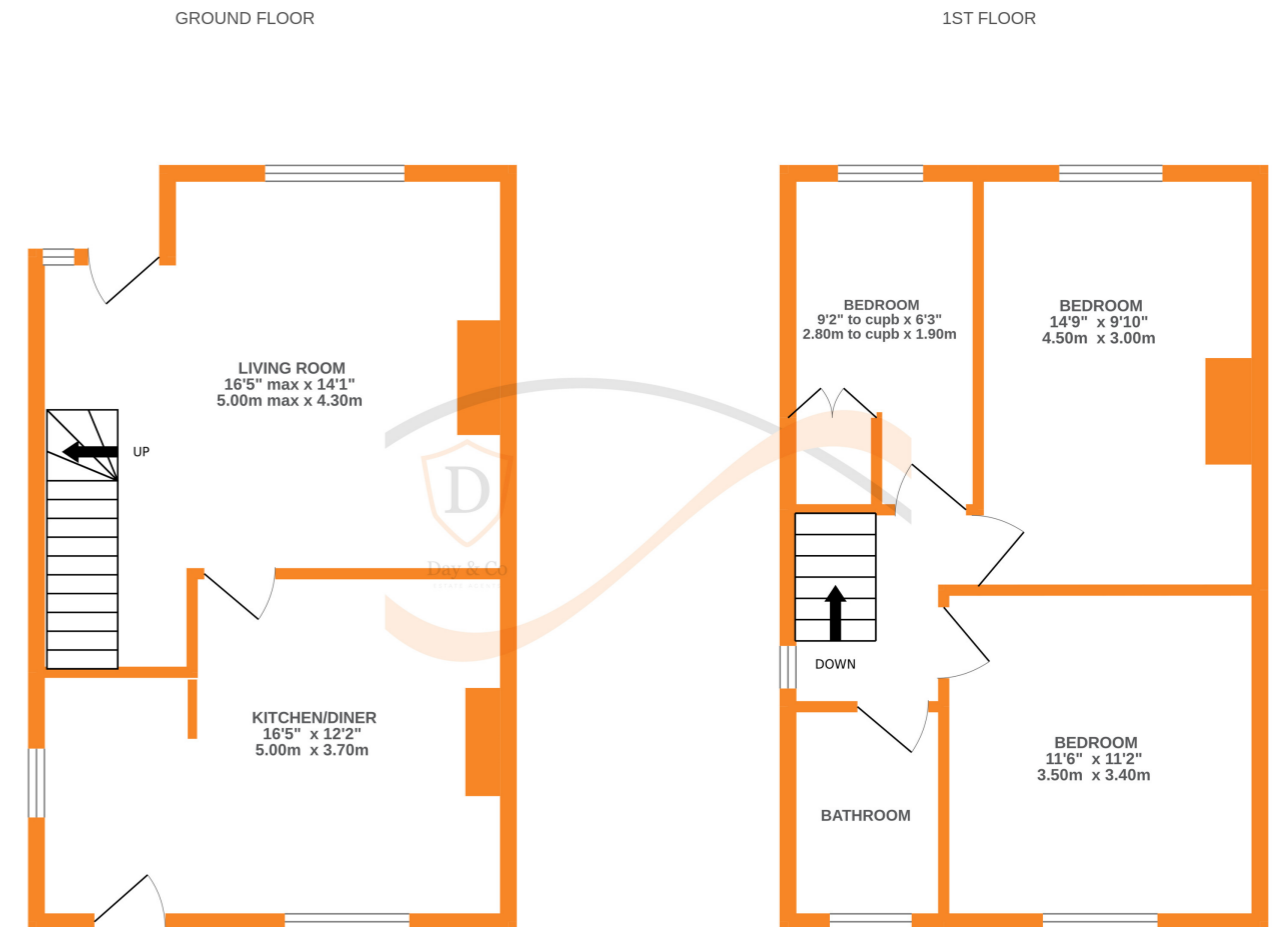 GROUND FLOOR
1ST FLOOR
LIVING ROOM
16'5" max x 14'1"
5.00m max x 4.30m
UP
KITCHEN/DINER
16'5" x 12'2"
5.00m x 3.70m
D
Day & Co
BEDROOM
9'2" to cupb x 6'3"
2.80m to cupb x 1.90m
BEDROOM
14'9" x 9'10"
4.50m x 3.00m
DOWN
BEDROOM
11'6" x 11'2"
3.50m x 3.40m
BATHROOM